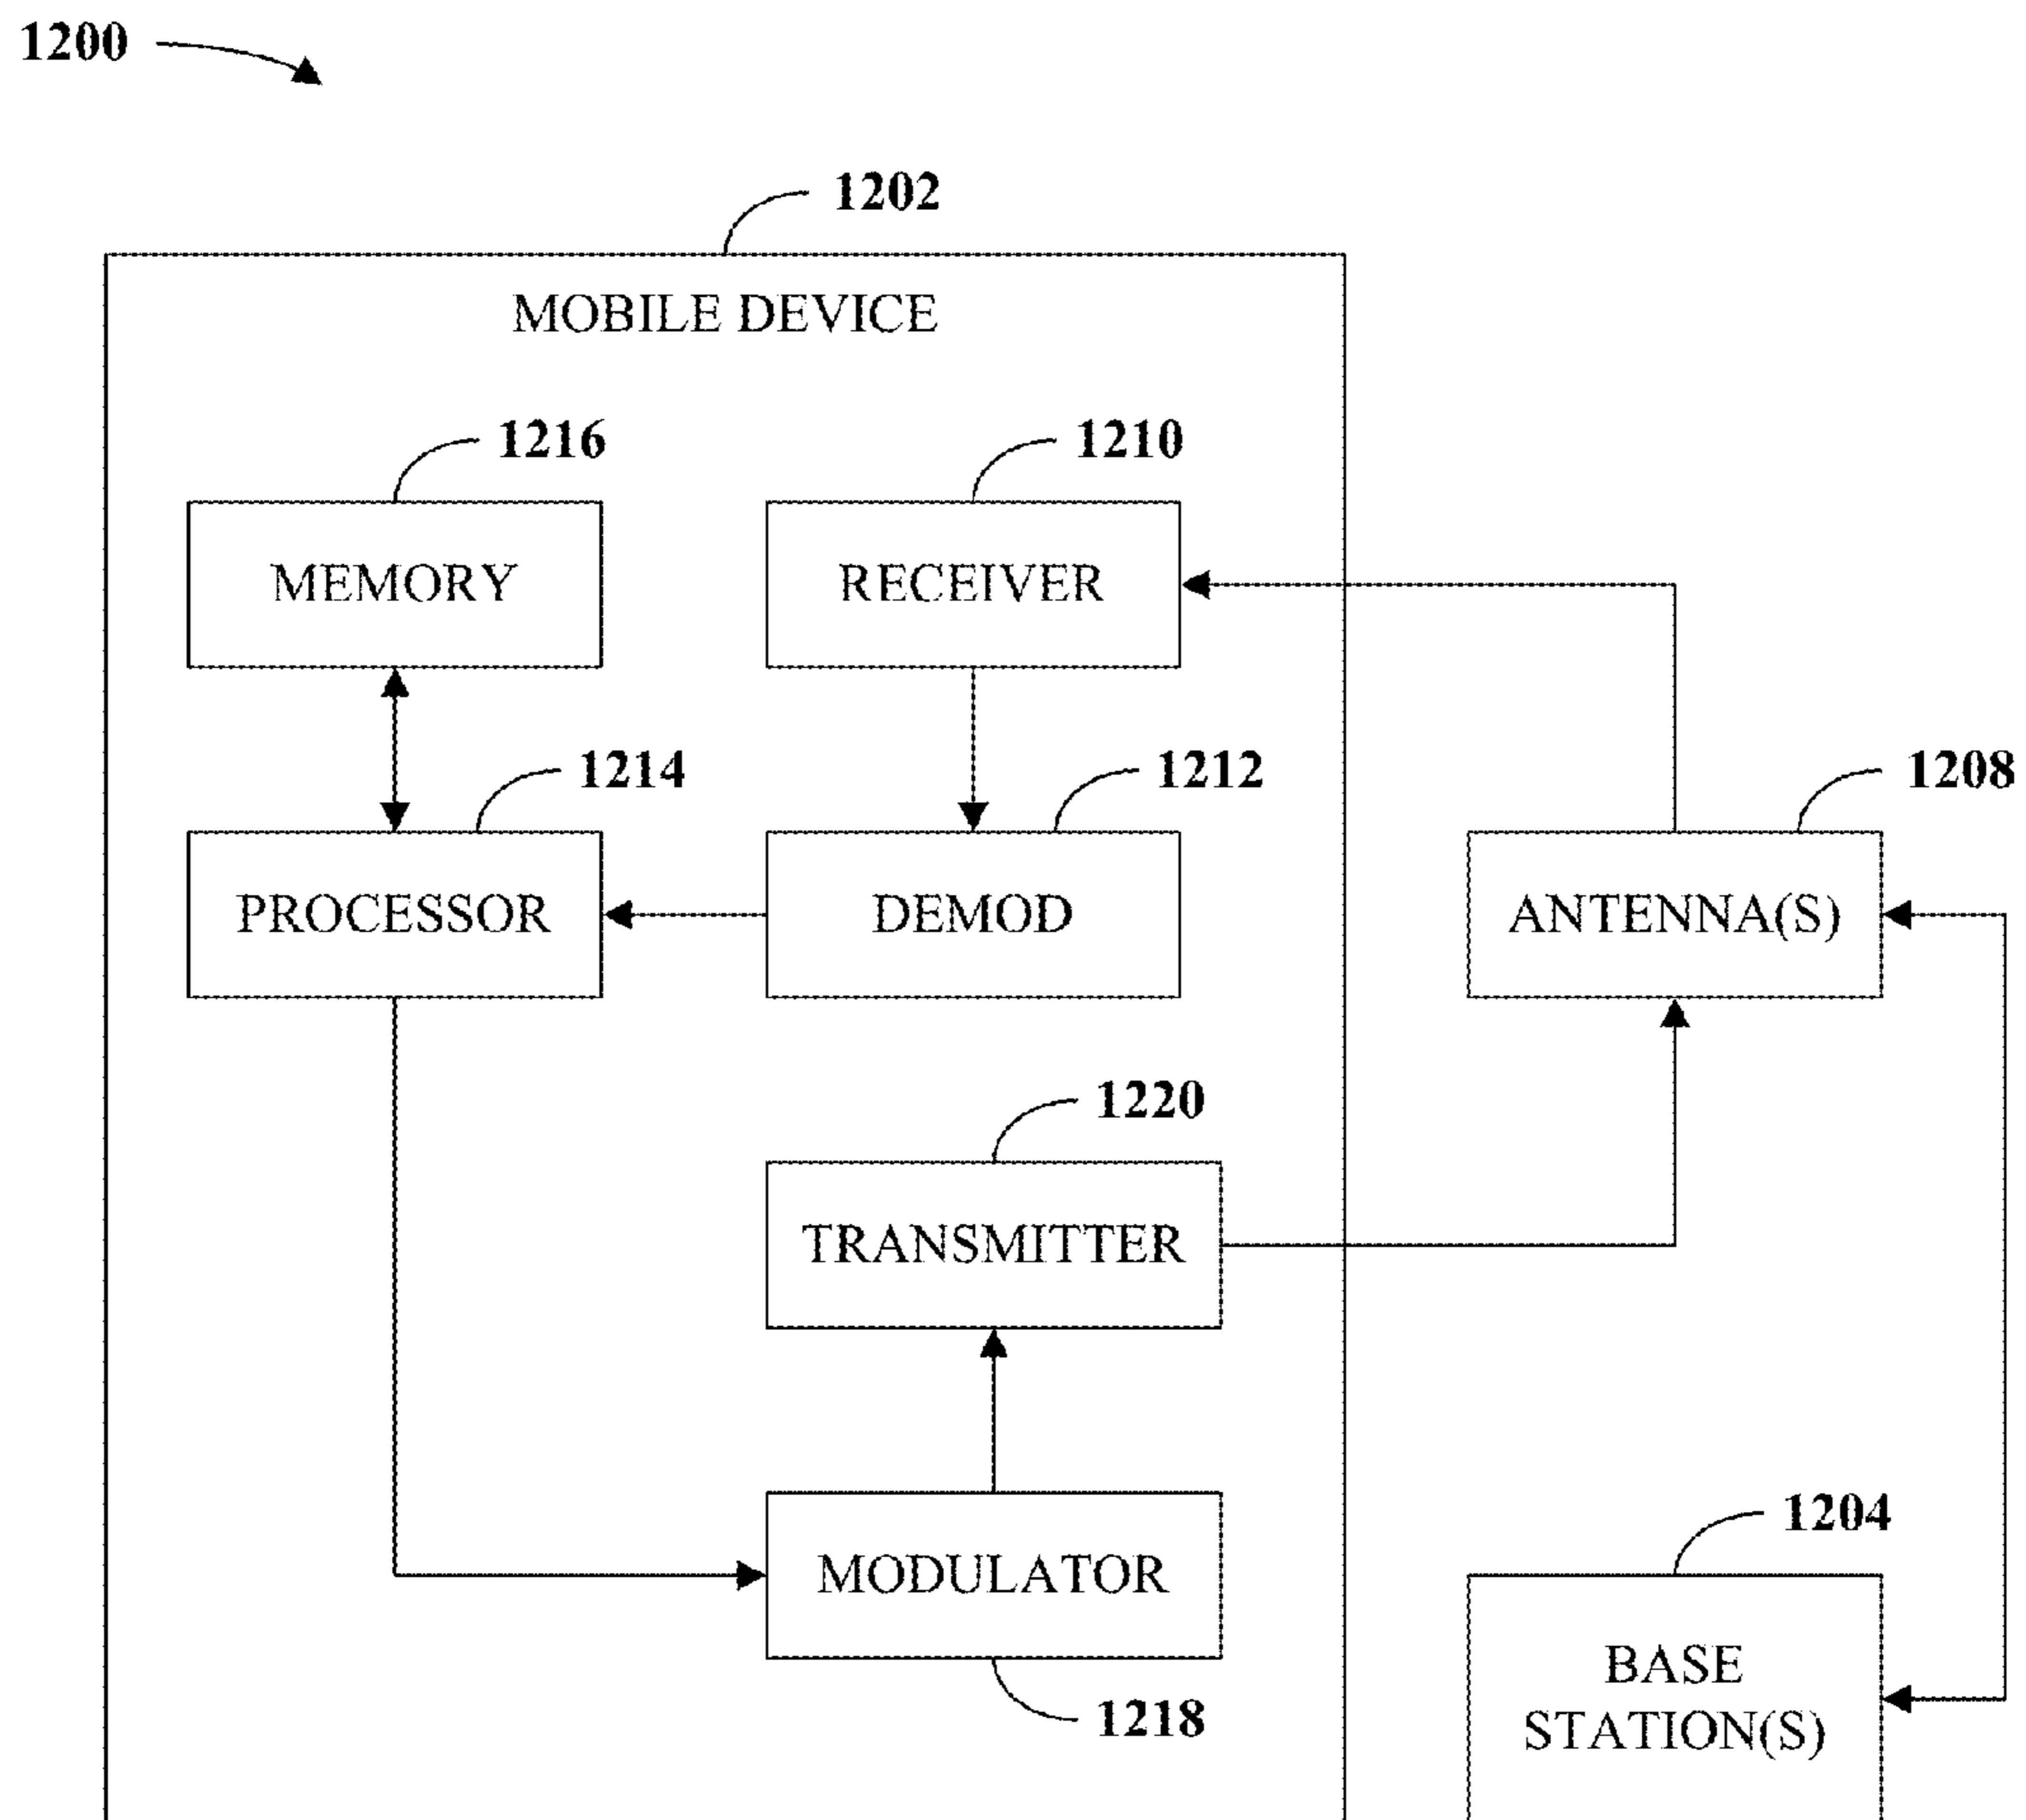 1200
1202
MOBILE DEVICE
1216
1210
MEMORY
RECEIVER
1214
1212
1208
PROCESSOR
DEMOD
ANTENNA(S)
1220
TRANSMITTER
1204
MODULATOR
BASE
STATION(S)
1218